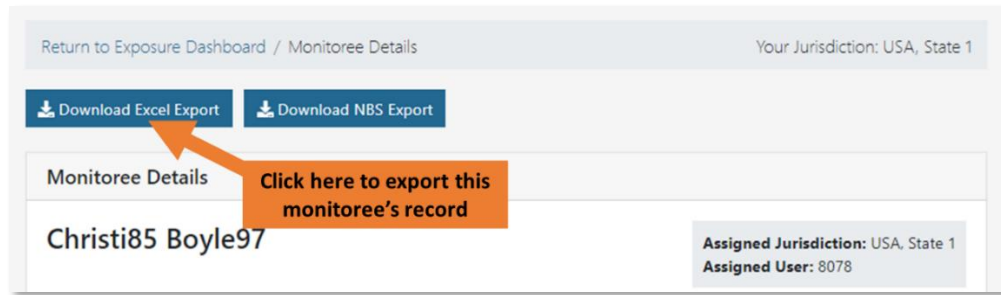 Return to Exposure Dashboard / Monitoree Details
Your Jurisdiction: USA, State 1
Download Excel Export
Download NBS Export
Monitoree Details
Click here to export this
monitoree's record
Christi85 Boyle97
Assigned Jurisdiction: USA, State 1
Assigned User: 8078